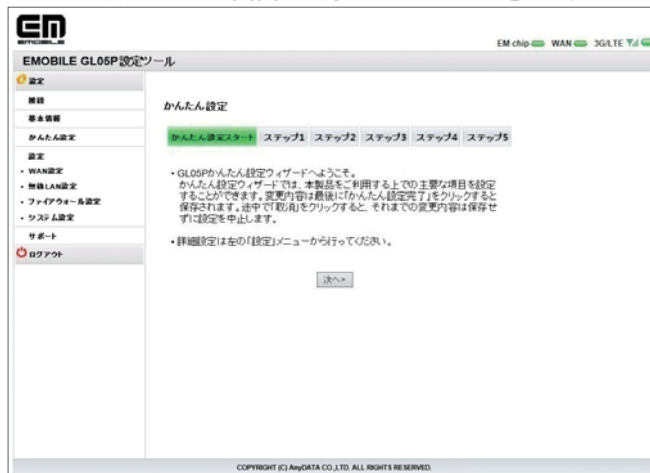 EM
EMOBILE
EM chip WAN 3G/LTE
EMOBILE GL05P設定ツール
設定
接続
基本情報
かんたん設定
設定
・WAN設定
・無線LAN設定
・ファイアウォール設定
・システム設定
サポート
ログアウト
かんたん設定
かんたん設定スタート ステップ1 ステップ2 ステップ3 ステップ4 ステップ5
・GL05Pかんたん設定ウィザードへようこそ。
かんたん設定ウィザードでは、本製品をご利用する上での主要な項目を設定
することができます。変更内容は最後に「かんたん設定完了」をクリックすると
保存されます。途中で「取消」をクリックすると、それまでの変更内容は保存せ
ずに設定を中止します。
・詳細設定は左の「設定」メニューから行ってください。
次へ>
COPYRIGHT (C) AnyDATA CO.,LTD. ALL RIGHTS RESERVED.